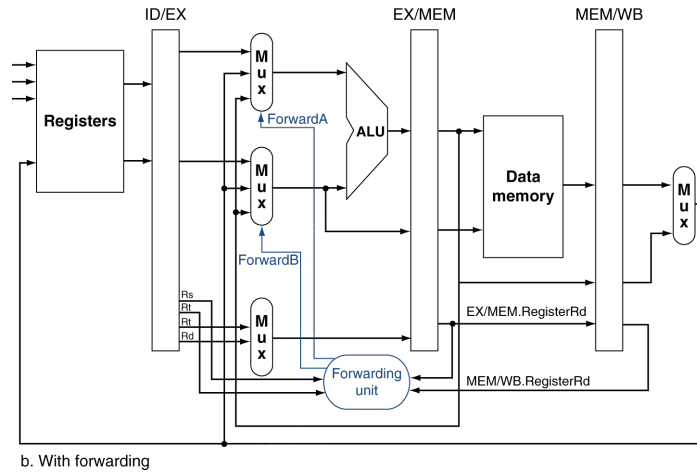 ID/EX
EX/MEM
MEM/WB
M
u
x
Registers
ForwardA
ALU
M
u
x
Data
memory
M
u
x
ForwardB
Rs
Rt
Rt
Rd
M
u
x
EX/MEM.RegisterRd
Forwarding
unit
MEM/WB.RegisterRd
b. With forwarding